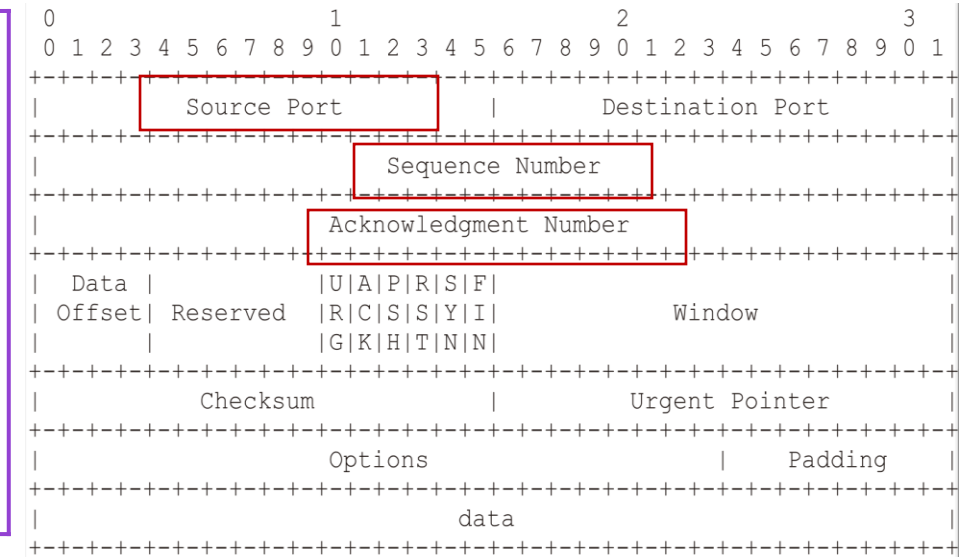 0                   1                   2                   3
0 1 2 3 4 5 6 7 8 9 0 1 2 3 4 5 6 7 8 9 0 1 2 3 4 5 6 7 8 9 0 1
+-+-+-+-+-+-+-+-+-+-+-+-+-+-+-+-+-+-+-+-+-+-+-+-+-+-+-+-+-+-+-+-+
|          Source Port          |       Destination Port        |
+-+-+-+-+-+-+-+-+-+-+-+-+-+-+-+-+-+-+-+-+-+-+-+-+-+-+-+-+-+-+-+-+
|                        Sequence Number                        |
+-+-+-+-+-+-+-+-+-+-+-+-+-+-+-+-+-+-+-+-+-+-+-+-+-+-+-+-+-+-+-+-+
|                    Acknowledgment Number                      |
+-+-+-+-+-+-+-+-+-+-+-+-+-+-+-+-+-+-+-+-+-+-+-+-+-+-+-+-+-+-+-+-+
|  Data |           |U|A|P|R|S|F|                               |
| Offset| Reserved  |R|C|S|S|Y|I|            Window             |
|       |           |G|K|H|T|N|N|                               |
+-+-+-+-+-+-+-+-+-+-+-+-+-+-+-+-+-+-+-+-+-+-+-+-+-+-+-+-+-+-+-+-+
|           Checksum            |         Urgent Pointer        |
+-+-+-+-+-+-+-+-+-+-+-+-+-+-+-+-+-+-+-+-+-+-+-+-+-+-+-+-+-+-+-+-+
|                    Options                    |    Padding    |
+-+-+-+-+-+-+-+-+-+-+-+-+-+-+-+-+-+-+-+-+-+-+-+-+-+-+-+-+-+-+-+-+
|                             data                              |
+-+-+-+-+-+-+-+-+-+-+-+-+-+-+-+-+-+-+-+-+-+-+-+-+-+-+-+-+-+-+-+-+